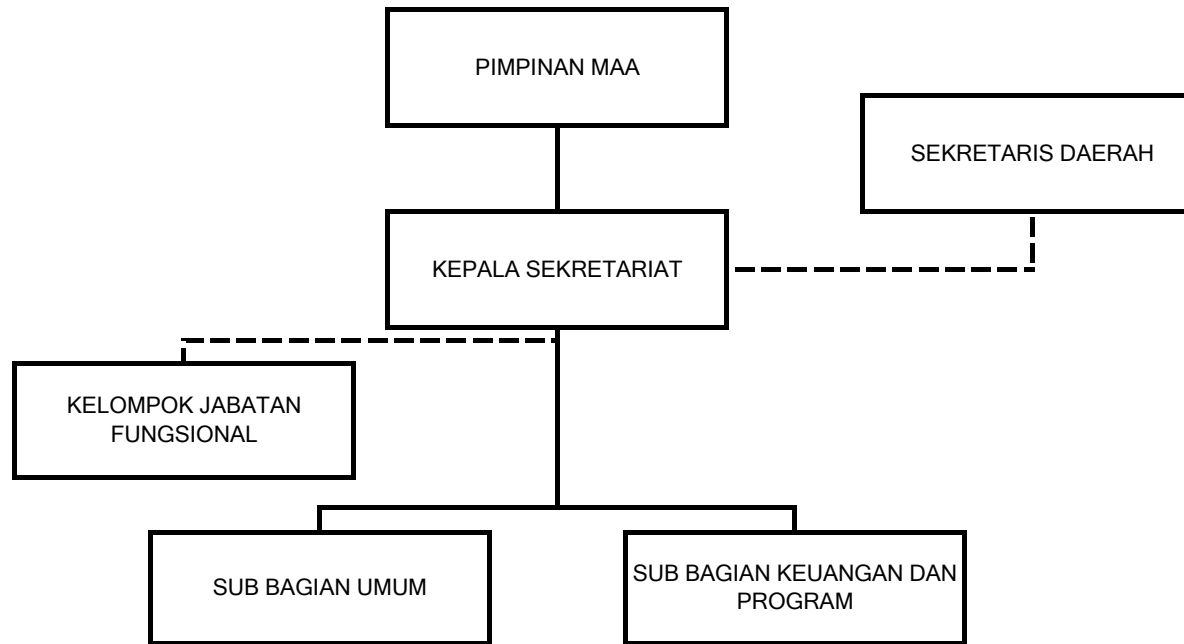 PIMPINAN MAA
SEKRETARIS DAERAH
KEPALA SEKRETARIAT
KELOMPOK JABATAN
FUNGSIONAL
SUB BAGIAN UMUM
SUB BAGIAN KEUANGAN DAN
PROGRAM